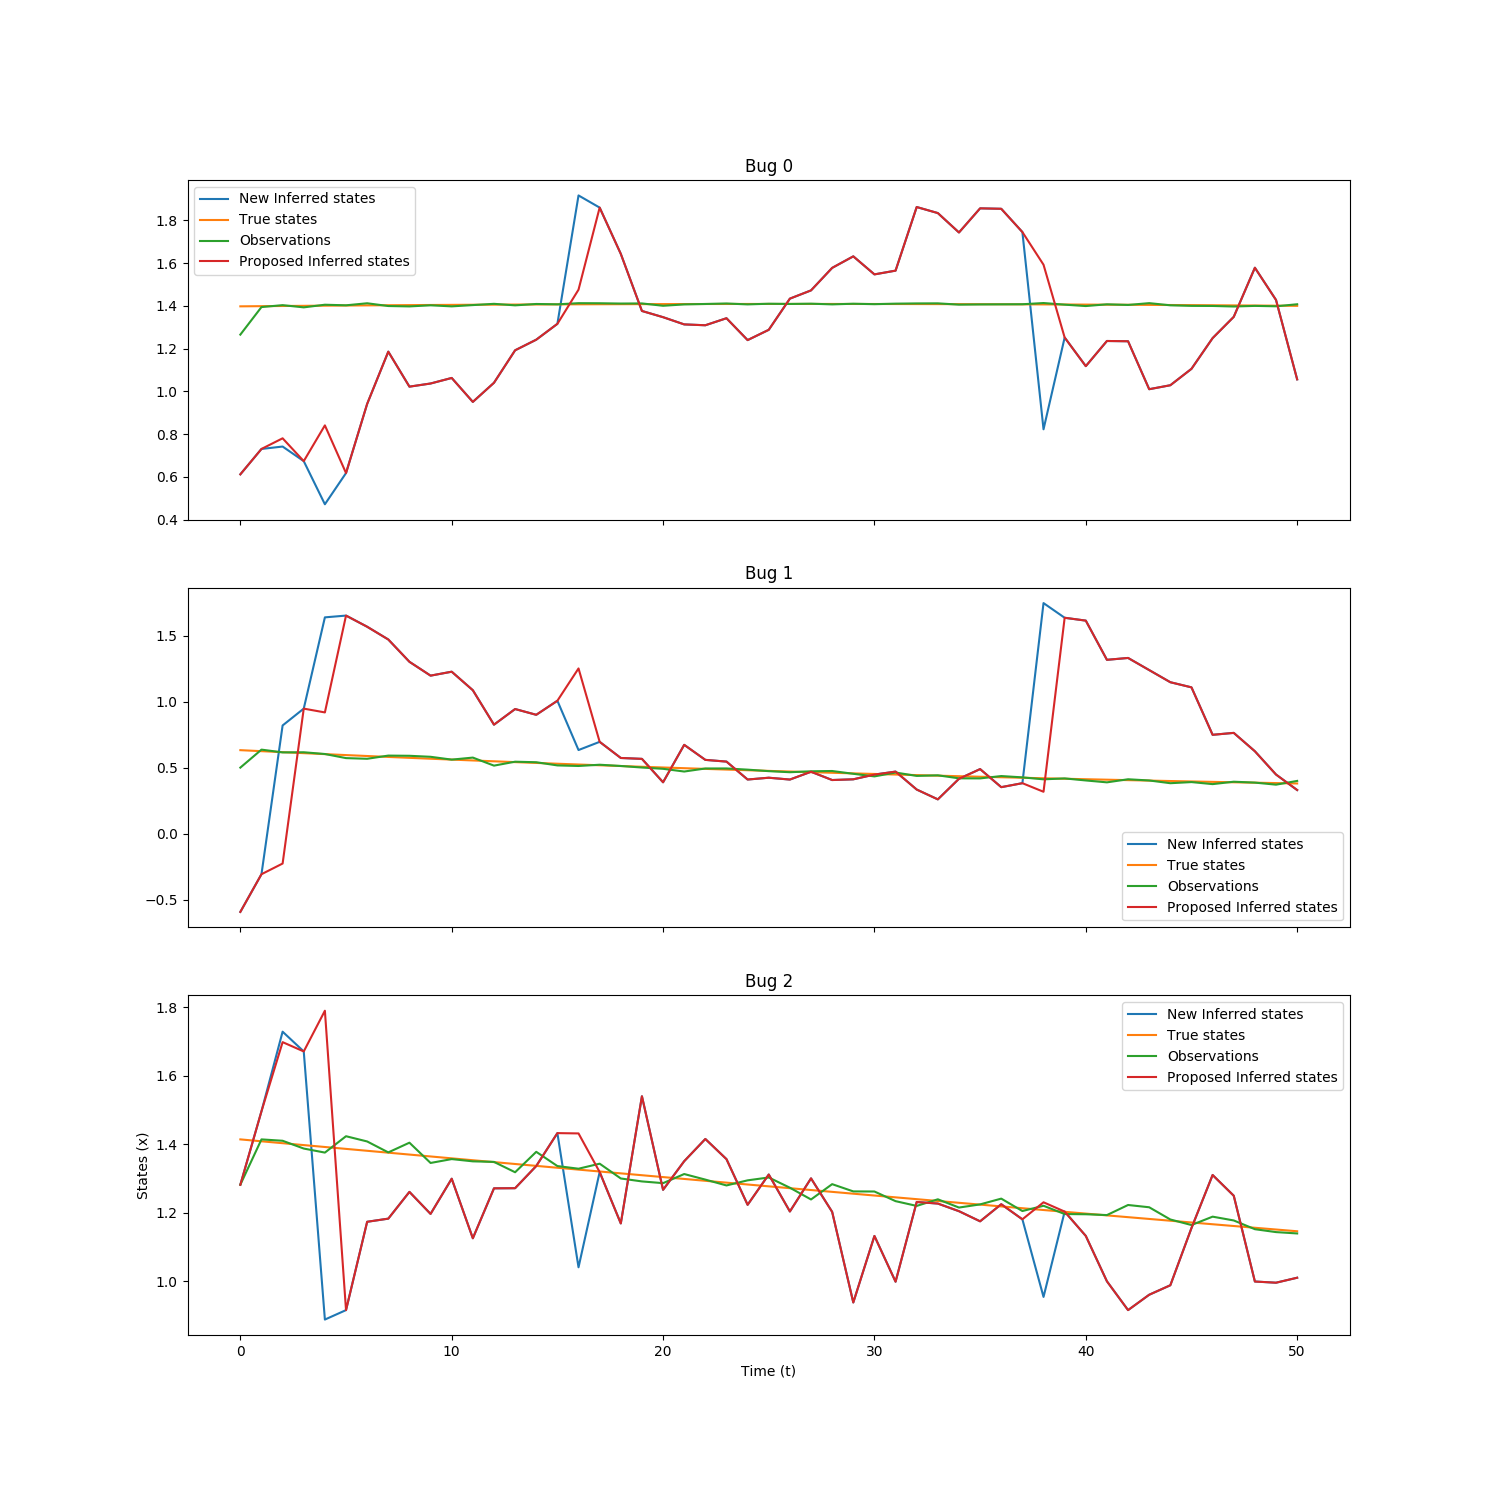 Bug 0
New Inferred states
True states
Observations
Proposed Inferred states
1.8
1.6
1.4
1.2
1.0
0.8
0.6
0.4
Bug 1
1.5
1.0
0.5
0.0
−0.5
New Inferred states
True states
Observations
Proposed Inferred states
Bug 2
New Inferred states
True states
Observations
Proposed Inferred states
1.8
1.6
1.4
1.2
1.0
States (x)
0 10 20 30 40 50
Time (t)